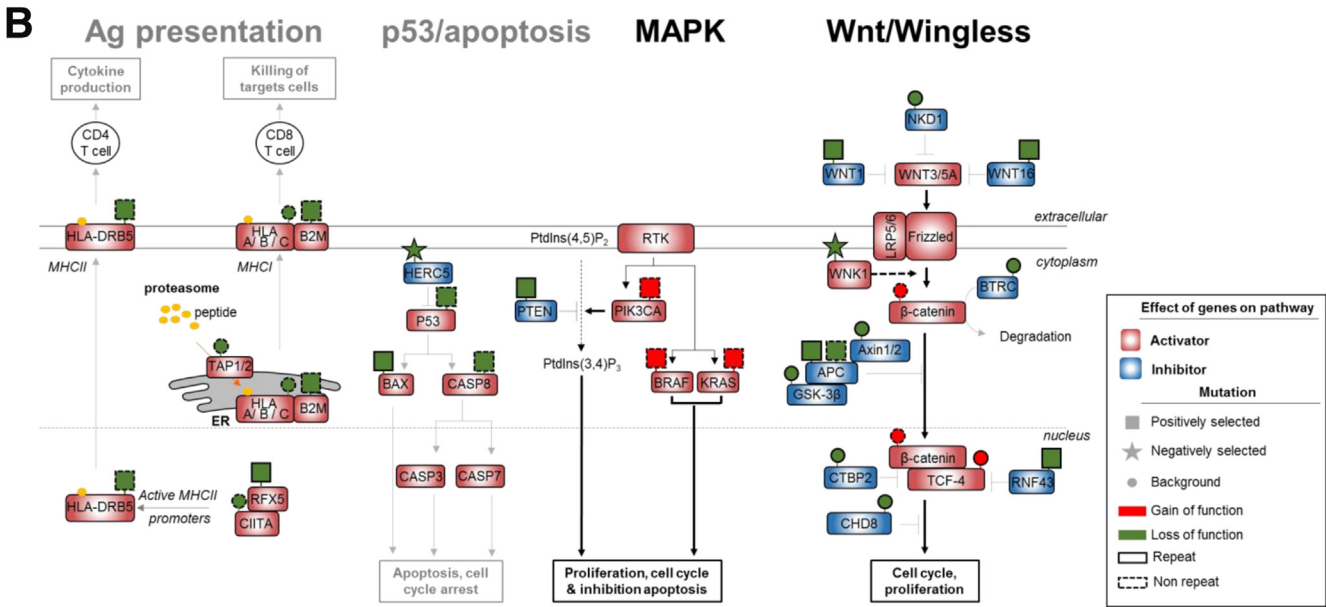 B
Ag presentation
p53/apoptosis
MAPK
Wnt/Wingless
Cytokine
production
Killing of
targets cells
CD4
T cell
CD8
T cell
HLA-DRB5
MHCII
HLA
A/ B / C
B2M
MHCI
proteasome
peptide
TAP1/2
HLA
A/ B / C
B2M
ER
HLA-DRB5
Active MHCII
promoters
RFX5
CIITA
HERC5
P53
BAX
CASP8
CASP3
CASP7
Apoptosis, cell
cycle arrest
PtdIns(4,5)P2
RTK
PTEN
PIK3CA
PtdIns(3,4)P3
BRAF
KRAS
Proliferation, cell cycle
& inhibition apoptosis
NKD1
WNT1
WNT3/5A
WNT16
extracellular
LRP5/6
Frizzled
cytoplasm
WNK1
BTRC
β-catenin
Degradation
Axin1/2
APC
GSK-3β
nucleus
β-catenin
CTBP2
TCF-4
RNF43
CHD8
Cell cycle,
proliferation
Effect of genes on pathway
Activator
Inhibitor
Mutation
Positively selected
Negatively selected
Background
Gain of function
Loss of function
Repeat
Non repeat